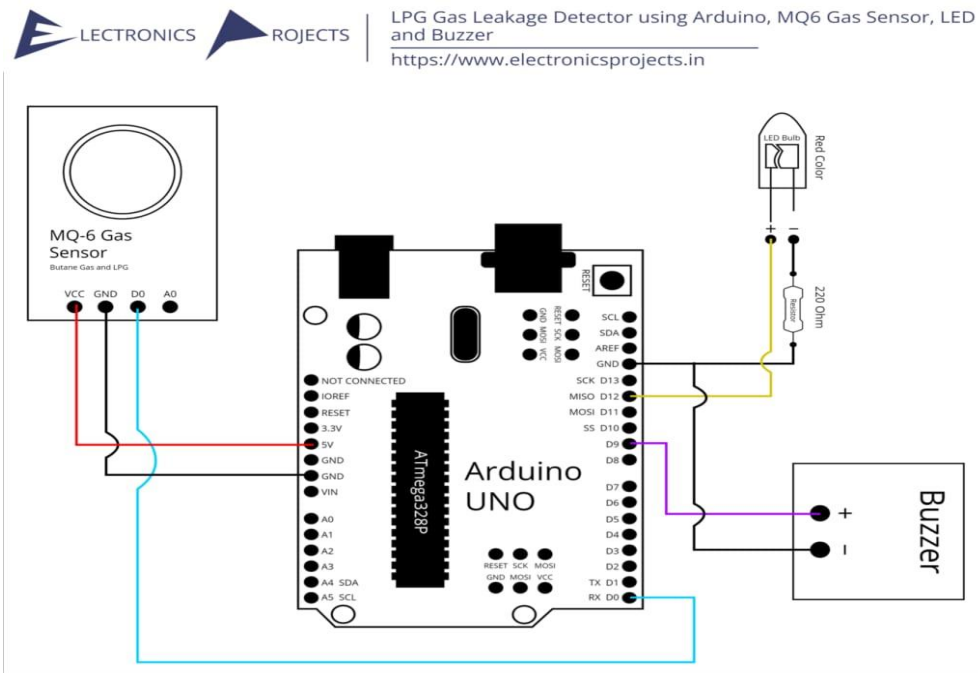 ELECTRONICS PROJECTS
LPG Gas Leakage Detector using Arduino, MQ6 Gas Sensor, LED
and Buzzer
https://www.electronicsprojects.in
MQ-6 Gas
Sensor
Butane Gas and LPG
VCC GND D0 A0
LED Bulb
Red Color
+ −
220 Ohm
Resistor
RESET
GND MOSI VCC
RESET SCK MOSI
NOT CONNECTED
IOREF
RESET
3.3V
5V
GND
GND
VIN
A0
A1
A2
A3
A4 SDA
A5 SCL
ATmega328P
Arduino
UNO
RESET SCK MOSI
GND MOSI VCC
SCL
SDA
AREF
GND
SCK D13
MISO D12
MOSI D11
SS D10
D9
D8
D7
D6
D5
D4
D3
D2
TX D1
RX D0
+
−
Buzzer